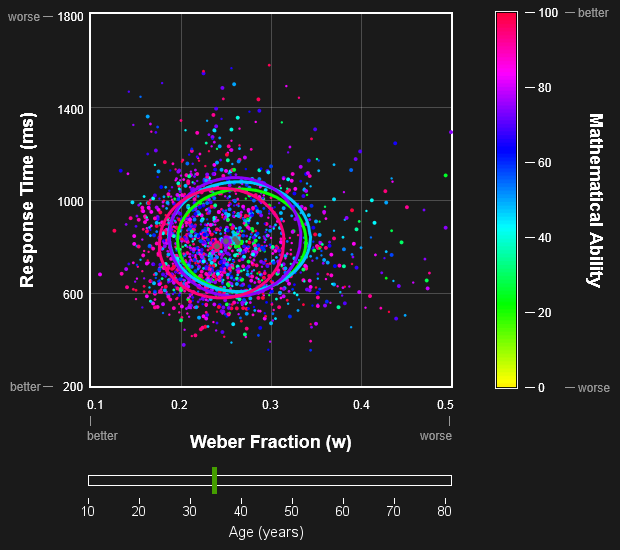 worse
1800
1400
1000
600
better
200
Response Time (ms)
0.1
0.2
0.3
0.4
0.5
better
worse
Weber Fraction (w)
10
20
30
40
50
60
70
80
Age (years)
100
better
80
60
40
20
0
worse
Mathematical Ability